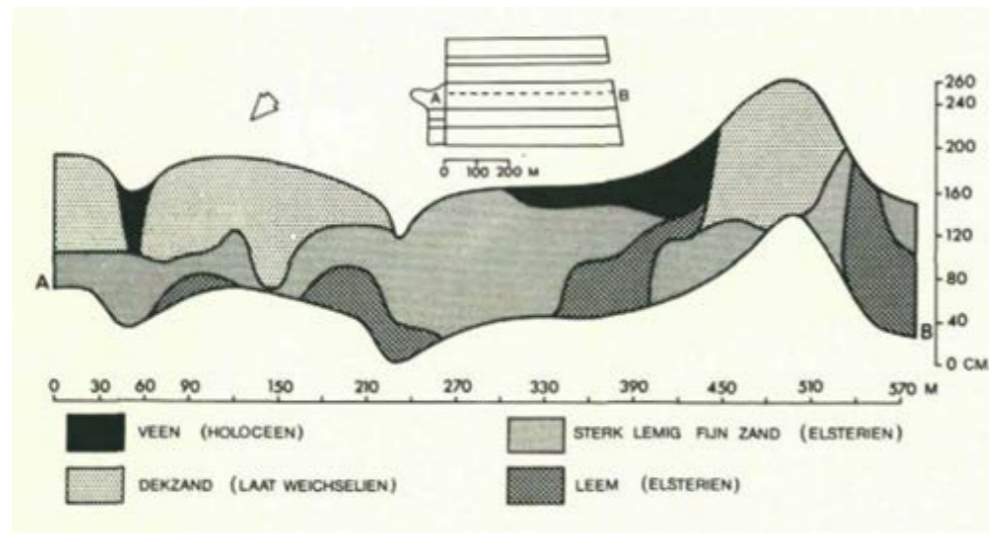 A B
0 100 200 M
260
240
200
160
120
80
40
0 CM
A
B
0 30 60 90 150 210 270 330 390 450 510 570 M
VEEN (HOLOCEEN)
STERK LEMIG FIJN ZAND (ELSTERIEN)
DEKZAND (LAAT WEICHSELIEN)
LEEM (ELSTERIEN)